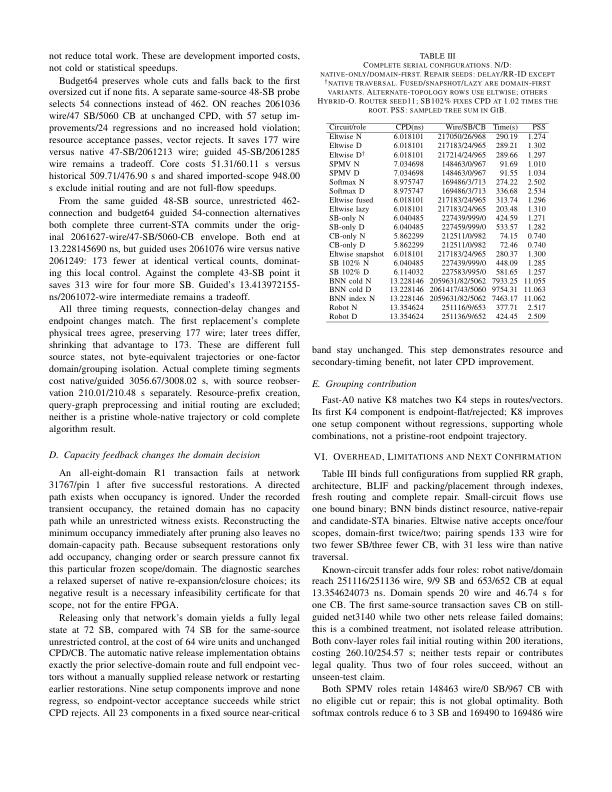 not reduce total work. These are development imported costs,
not cold or statistical speedups.
Budget64 preserves whole cuts and falls back to the first
oversized cut if none fits. A separate same-source 48-SB probe
selects 54 connections instead of 462. ON reaches 2061036
wire/47 SB/5060 CB at unchanged CPD, with 57 setup im-
provements/24 regressions and no increased hold violation;
resource acceptance passes, vector rejects. It saves 177 wire
versus native 47-SB/2061213 wire; guided 45-SB/2061285
wire remains a tradeoff. Core costs 51.31/60.11 s versus
historical 509.71/476.90 s and shared imported-scope 948.00
s exclude initial routing and are not full-flow speedups.
From the same guided 48-SB source, unrestricted 462-
connection and budget64 guided 54-connection alternatives
both complete three current-STA commits under the orig-
inal 2061627-wire/47-SB/5060-CB envelope. Both end at
13.2281456​90 ns, but guided uses 2061076 wire versus native
2061249: 173 fewer at identical vertical counts, dominat-
ing this local control. Against the complete 43-SB point it
saves 313 wire for four more SB. Guided's 13.413972155-
ns/2061072-wire intermediate remains a tradeoff.
All three timing requests, connection-delay changes and
endpoint changes match. The first replacement's complete
physical trees agree, preserving 177 wire; later trees differ,
shrinking that advantage to 173. These are different full
source states, not byte-equivalent trajectories or one-factor
domain/grouping isolation. Actual complete timing segments
cost native/guided 3056.67/3008.02 s, with source reobser-
vation 210.01/210.48 s separately. Resource-prefix creation,
query-graph preprocessing and initial routing are excluded;
neither is a pristine whole-native trajectory or cold complete
algorithm result.
D. Capacity feedback changes the domain decision
An all-eight-domain R1 transaction fails at network
31767/pin 1 after five successful restorations. A directed
path exists when occupancy is ignored. Under the recorded
transient occupancy, the retained domain has no capacity
path while an unrestricted witness exists. Reconstructing the
minimum occupancy immediately after pruning also leaves no
domain-capacity path. Because subsequent restorations only
add occupancy, changing order or search pressure cannot fix
this particular frozen scope/domain. The diagnostic searches
a relaxed superset of native re-expansion/closure choices; its
negative result is a necessary infeasibility certificate for that
scope, not for the entire FPGA.
Releasing only that network's domain yields a fully legal
state at 72 SB, compared with 74 SB for the same-source
unrestricted control, at the cost of 64 wire units and unchanged
CPD/CB. The automatic native release implementation obtains
exactly the prior selective-domain route and full endpoint vec-
tors without a manually supplied release network or restarting
earlier restorations. Nine setup components improve and none
regress, so endpoint-vector acceptance succeeds while strict
CPD rejects. All 23 components in a fixed source near-critical
TABLE III
COMPLETE SERIAL CONFIGURATIONS. N/D:
NATIVE-ONLY/DOMAIN-FIRST. REPAIR SEEDS: DELAY/RR-ID EXCEPT
†NATIVE TRAVERSAL. FUSED/SNAPSHOT/LAZY ARE DOMAIN-FIRST
VARIANTS. ALTERNATE-TOPOLOGY ROWS USE ELTWISE; OTHERS
HYBRID-O. ROUTER SEED11; SB102% FIXES CPD AT 1.02 TIMES THE
ROOT. PSS: SAMPLED TREE SUM IN GB.
Circuit/role CPD(ns) Wire/SB/CB Time(s) PSS
Eltwise N 6.018101 217050/26/968 290.19 1.274
Eltwise D 6.018101 217183/24/965 289.21 1.302
Eltwise D† 6.018101 217214/24/965 289.66 1.297
SPMV N 7.034698 148463/0/967 91.69 1.010
SPMV D 7.034698 148463/0/967 91.55 1.034
Softmax N 8.975747 169486/3/713 274.22 2.502
Softmax D 8.975747 169486/3/713 336.68 2.534
Eltwise fused 6.018101 217183/24/965 313.74 1.296
Eltwise lazy 6.018101 217183/24/965 203.48 1.310
SB-only N 6.040485 227439/999/0 424.59 1.271
SB-only D 6.040485 227459/999/0 533.57 1.282
CB-only N 5.862299 212511/0/982 74.15 0.740
CB-only D 5.862299 212511/0/982 72.46 0.740
Eltwise snapshot 6.018101 217183/24/965 280.37 1.300
SB 102% N 6.040485 227439/999/0 448.09 1.285
SB 102% D 6.114032 227583/995/0 581.65 1.257
BNN cold N 13.228146 2059631/82/5062 7933.25 11.055
BNN cold D 13.228146 2061417/43/5060 9754.31 11.063
BNN index N 13.228146 2059631/82/5062 7463.17 11.062
Robot N 13.354624 251116/9/653 377.71 2.517
Robot D 13.354624 251136/9/652 424.45 2.509
band stay unchanged. This step demonstrates resource and
secondary-timing benefit, not later CPD improvement.
E. Grouping contribution
Fast-A0 native K8 matches two K4 steps in routes/vectors.
Its first K4 component is endpoint-flat/rejected; K8 improves
one setup component without regressions, supporting whole
combinations, not a pristine-root endpoint trajectory.
VI. OVERHEAD, LIMITATIONS AND NEXT CONFIRMATION
Table III binds full configurations from supplied RR graph,
architecture, BLIF and packing/placement through indexes,
fresh routing and complete repair. Small-circuit flows use
one bound binary; BNN binds distinct resource, native-repair
and candidate-STA binaries. Eltwise native accepts once/four
scopes, domain-first twice/two; pairing spends 133 wire for
two fewer SB/three fewer CB, with 31 less wire than native
traversal.
Known-circuit transfer adds four roles: robot native/domain
reach 251116/251136 wire, 9/9 SB and 653/652 CB at equal
13.354624073 ns. Domain spends 20 wire and 46.74 s for
one CB. The first same-source transaction saves CB on still-
guided net3140 while two other nets release failed domains;
this is a combined treatment, not isolated release attribution.
Both conv-layer roles fail initial routing within 200 iterations,
costing 260.10/254.57 s; neither tests repair or contributes
legal quality. Thus two of four roles succeed, without an
unseen-test claim.
Both SPMV roles retain 148463 wire/0 SB/967 CB with
no eligible cut or repair; this is not global optimality. Both
softmax controls reduce 6 to 3 SB and 169490 to 169486 wire